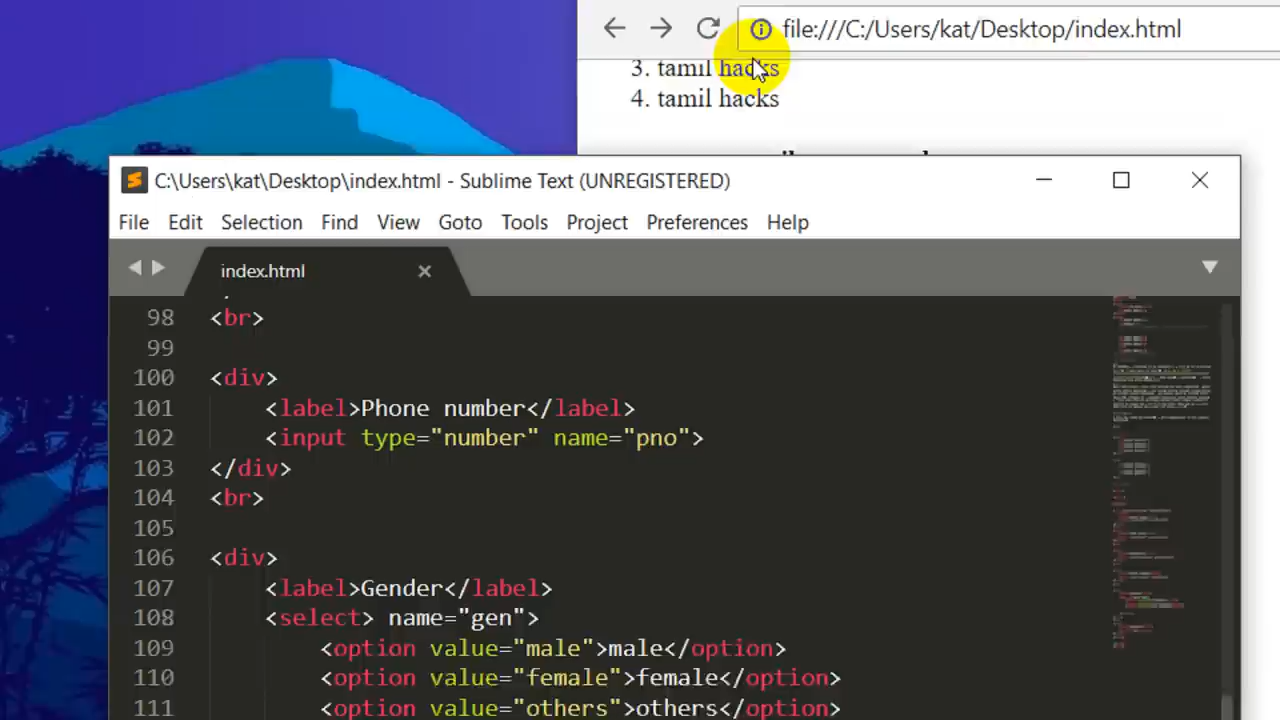 file:///C:/Users/kat/Desktop/index.html
3. tamil hacks
4. tamil hacks
C:\Users\kat\Desktop\index.html - Sublime Text (UNREGISTERED)
File Edit Selection Find View Goto Tools Project Preferences Help
index.html
98 <br>
99
100 <div>
101 <label>Phone number</label>
102 <input type="number" name="pno">
103 </div>
104 <br>
105
106 <div>
107 <label>Gender</label>
108 <select> name="gen">
109 <option value="male">male</option>
110 <option value="female">female</option>
111 <option value="others">others</option>